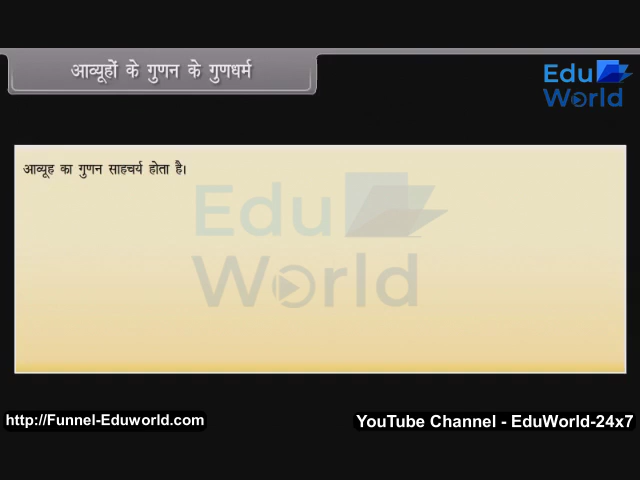 आव्यूहों के गुणन के गुणधर्म
Edu
World
आव्यूह का गुणन साहचर्य होता है।
Edu
World
http://Funnel-Eduworld.com
YouTube Channel - EduWorld-24x7